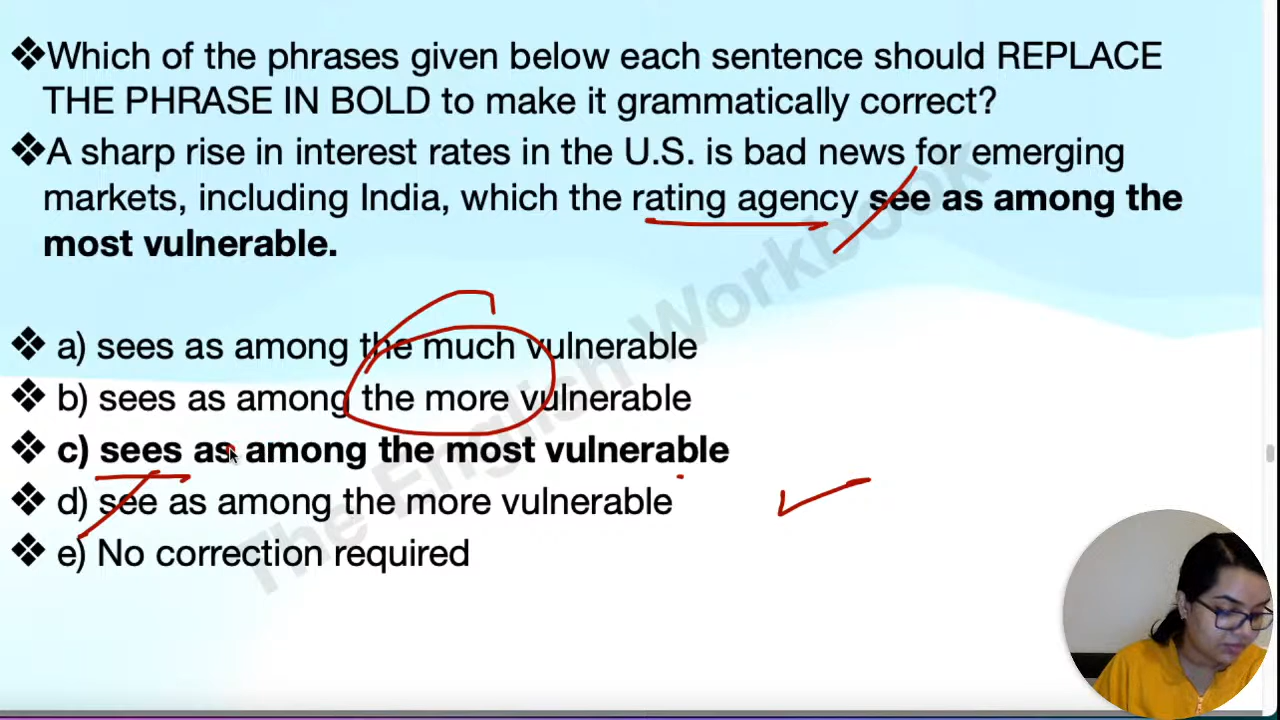 ❖Which of the phrases given below each sentence should REPLACE
THE PHRASE IN BOLD to make it grammatically correct?
❖A sharp rise in interest rates in the U.S. is bad news for emerging
markets, including India, which the rating agency see as among the
most vulnerable.
❖ a) sees as among the much vulnerable
❖ b) sees as among the more vulnerable
❖ c) sees as among the most vulnerable
❖ d) see as among the more vulnerable
❖ e) No correction required
The English Workbook